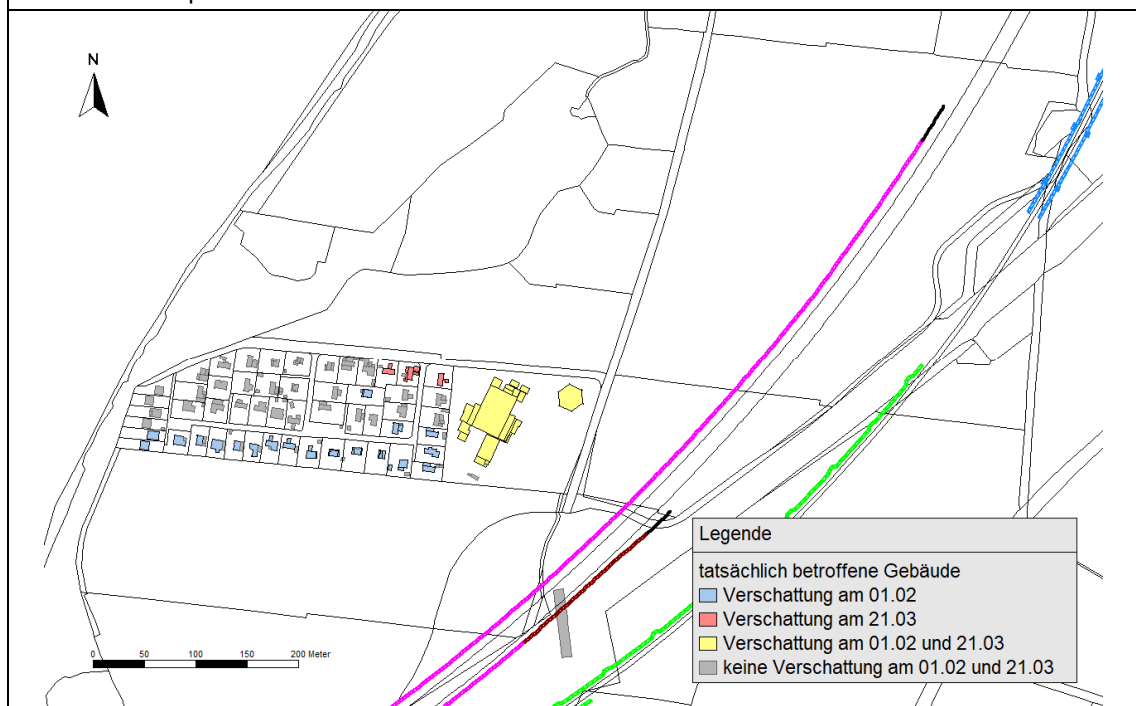 N
0 50 100 150 200 Meter
Legende
tatsächlich betroffene Gebäude
Verschattung am 01.02
Verschattung am 21.03
Verschattung am 01.02 und 21.03
keine Verschattung am 01.02 und 21.03